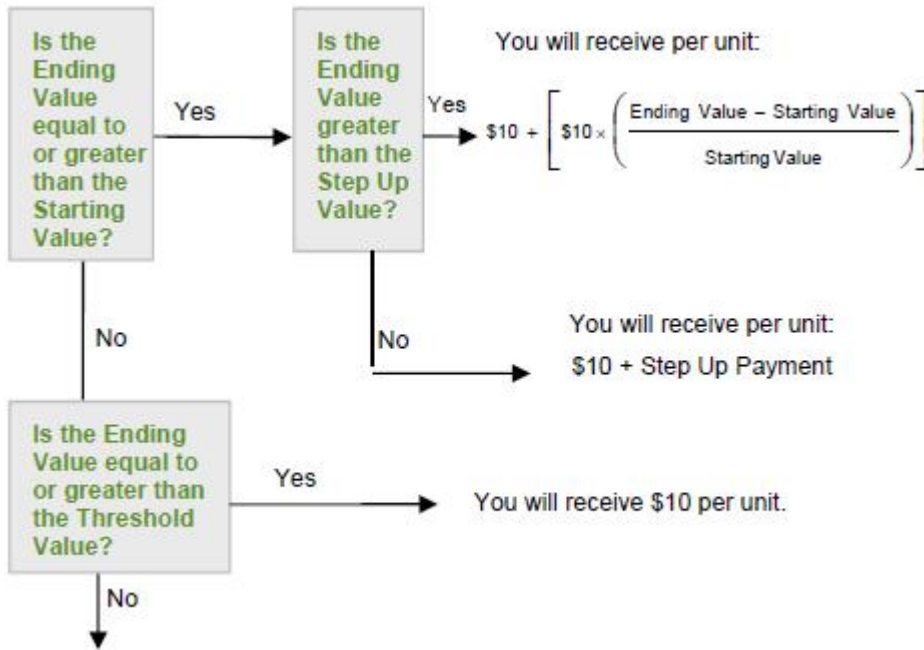 Is the
Ending
Value
equal to
or greater
than the
Starting
Value?
Yes
Is the
Ending
Value
greater
than the
Step Up
Value?
Yes
You will receive per unit:
$10 + [ $10 × ( Ending Value – Starting Value
Starting Value ) ]
No
No
You will receive per unit:
$10 + Step Up Payment
Is the Ending
Value equal to
or greater than
the Threshold
Value?
Yes
You will receive $10 per unit.
No